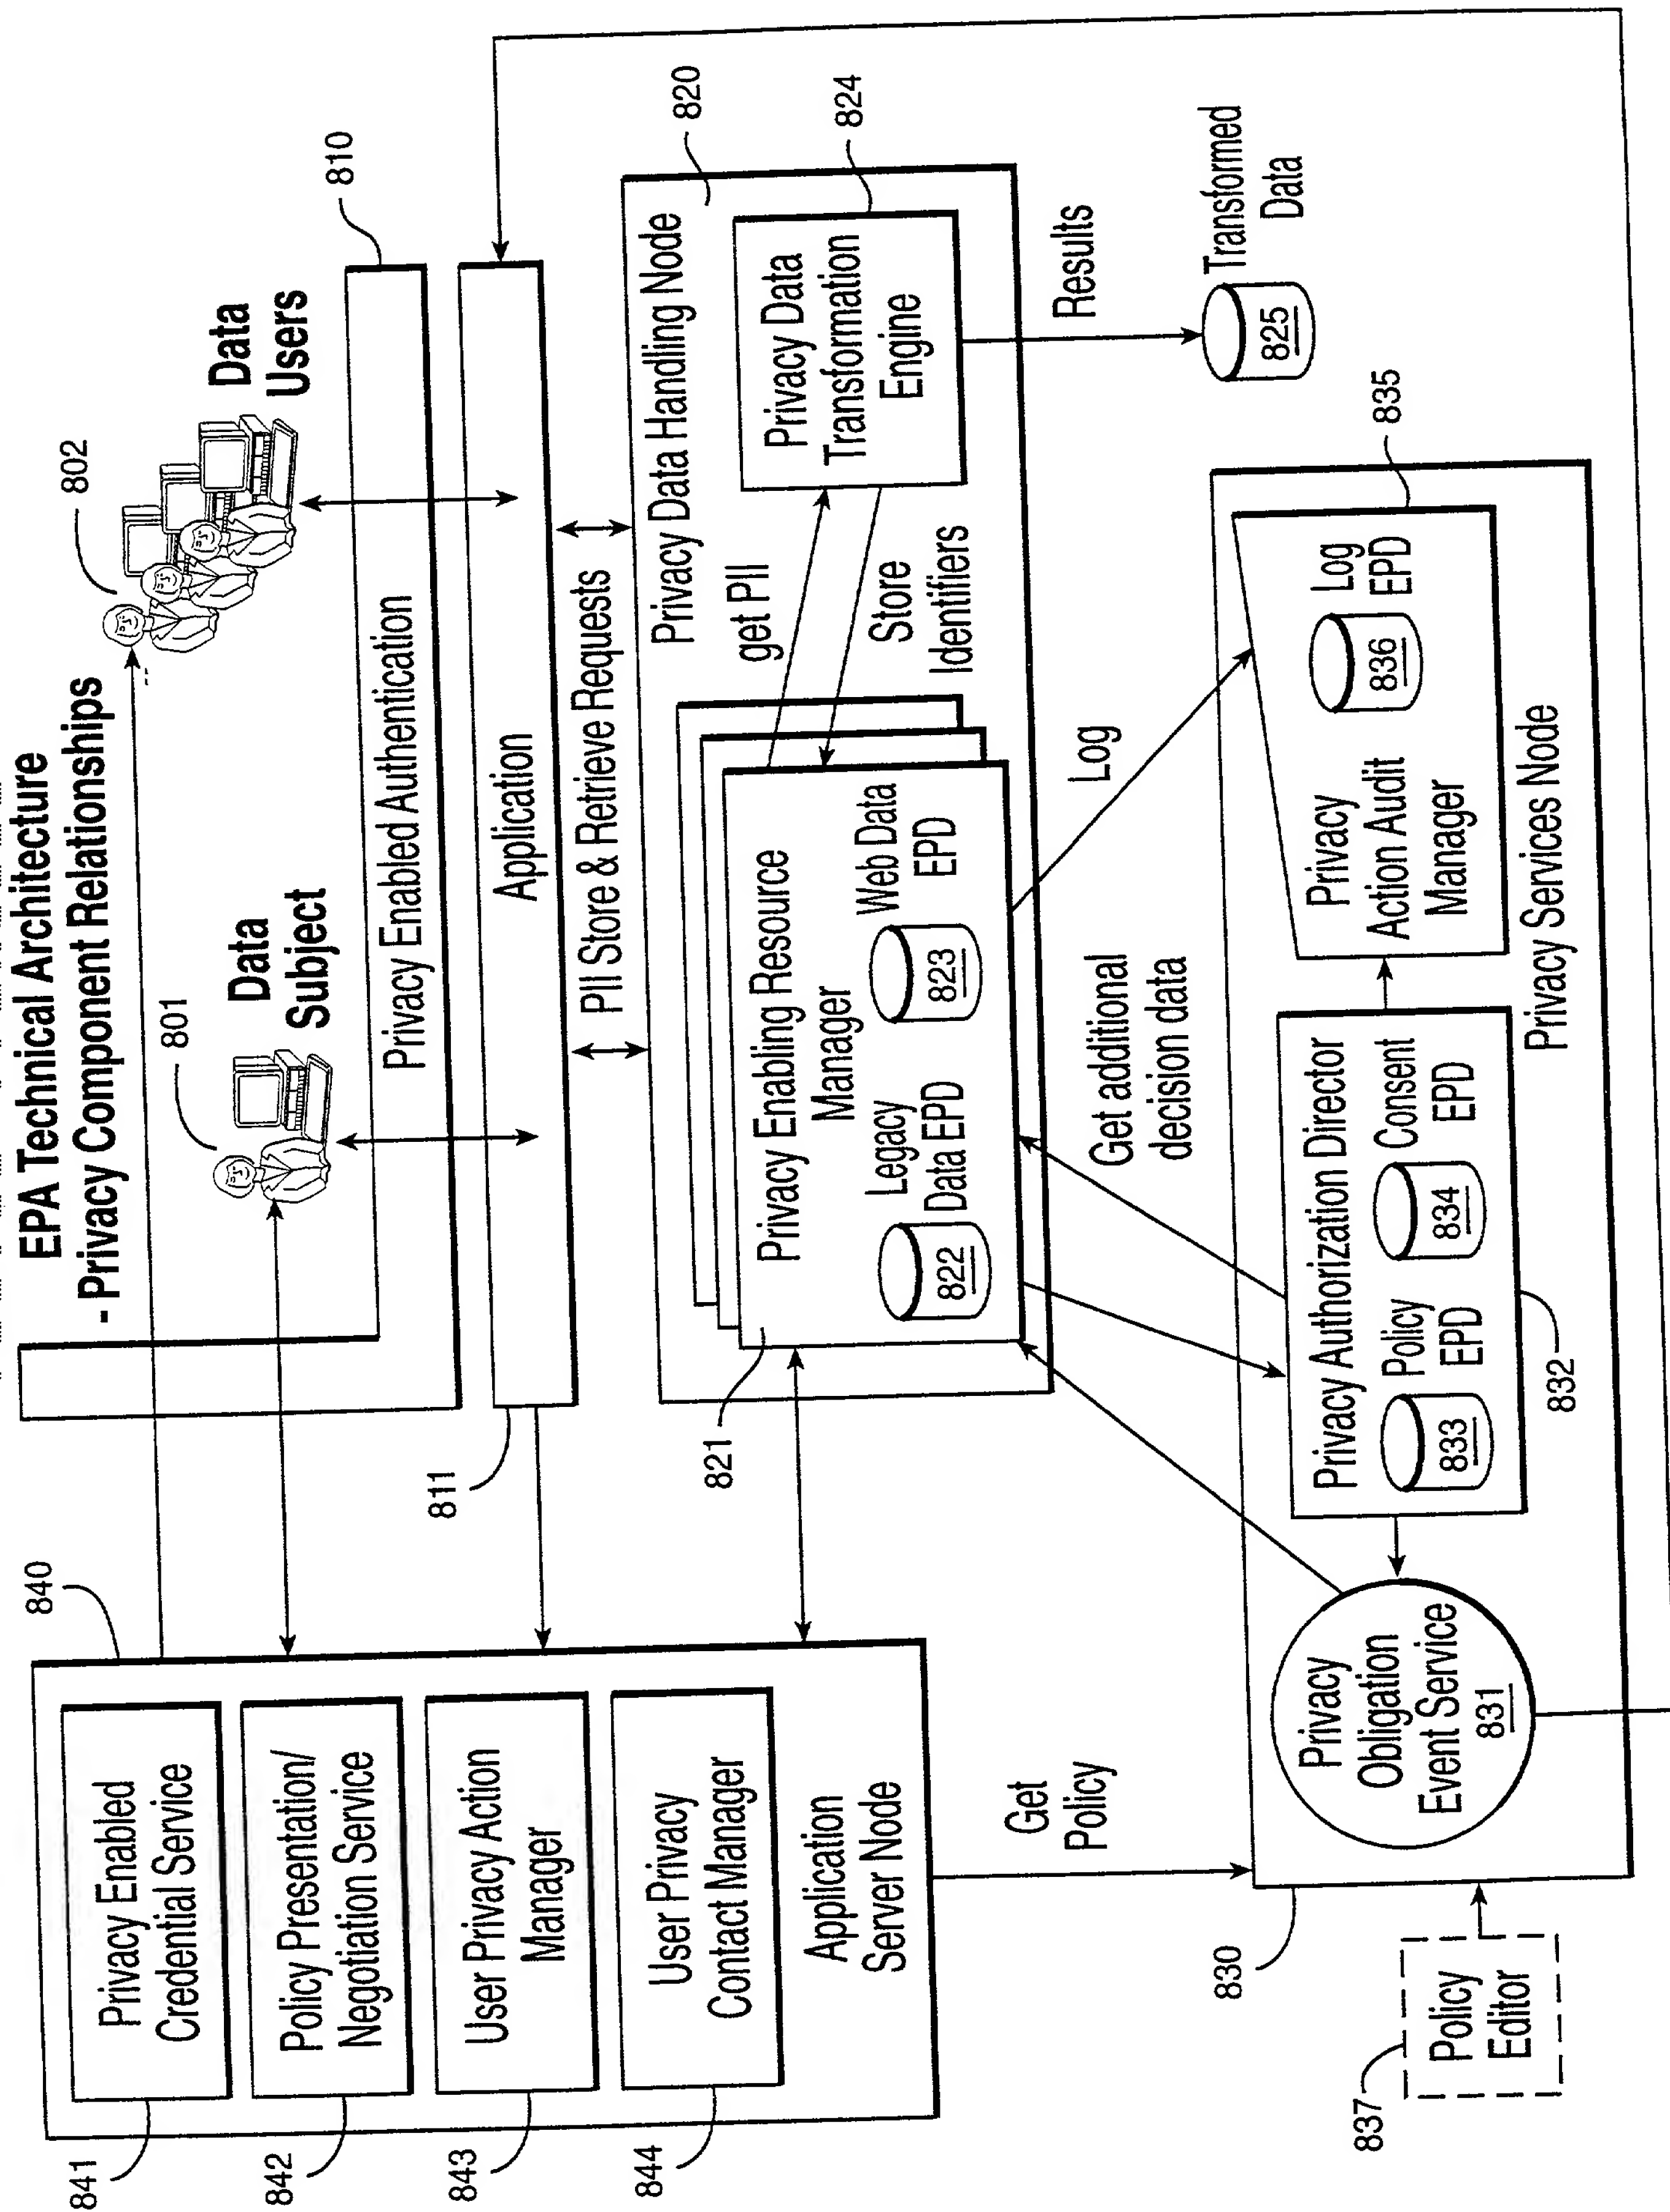 EPA Technical Architecture
- Privacy Component Relationships
840
841
Privacy Enabled
Credential Service
842
Policy Presentation/
Negotiation Service
843
User Privacy Action
Manager
844
User Privacy
Contact Manager
Application
Server Node
801
Data
Subject
802
Data
Users
810
Privacy Enabled Authentication
811
Application
PII Store & Retrieve Requests
820
Privacy Data Handling Node
821
Privacy Enabling Resource
Manager
Legacy
Data EPD
822
Web Data
EPD
823
get PII
Store
Identifiers
824
Privacy Data
Transformation
Engine
Results
825
Transformed
Data
Get
Policy
Get additional
decision data
Log
830
Privacy
Obligation
Event Service
831
Privacy Authorization Director
832
Policy
EPD
833
Consent
EPD
834
835
Privacy
Action Audit
Manager
Log
EPD
836
Privacy Services Node
837
Policy
Editor